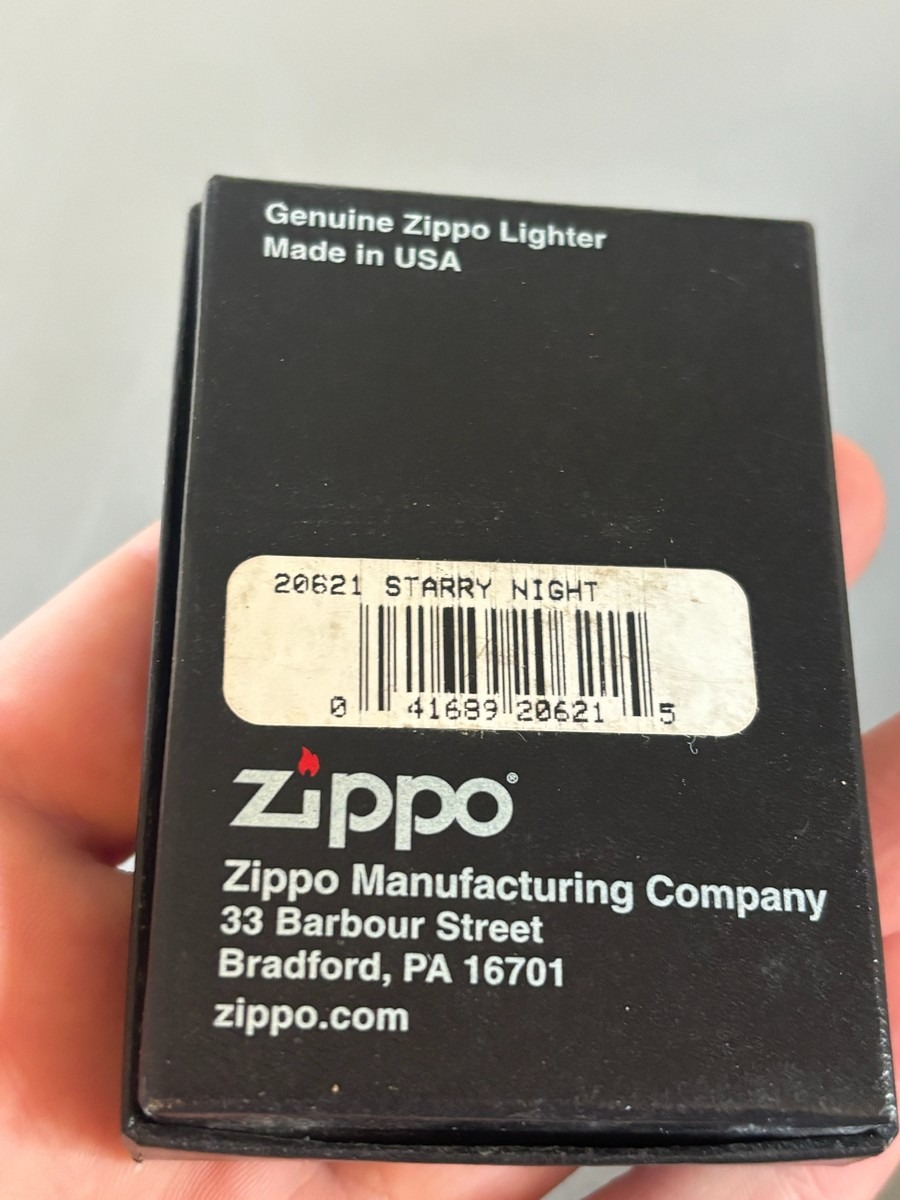 Genuine Zippo Lighter
Made in USA
20621 STARRY NIGHT
0 41689 20621 5
Zippo®
Zippo Manufacturing Company
33 Barbour Street
Bradford, PA 16701
zippo.com